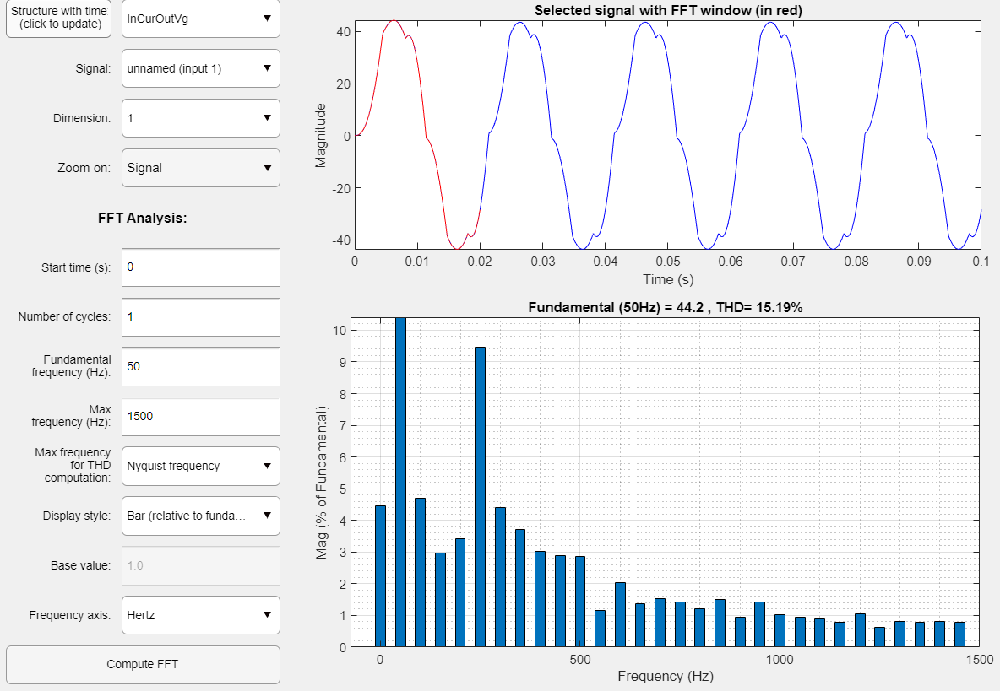 Structure with time
(click to update)
InCurOutVg
Signal:
unnamed (input 1)
Dimension:
1
Zoom on:
Signal
FFT Analysis:
Start time (s):
0
Number of cycles:
1
Fundamental
frequency (Hz):
50
Max
frequency (Hz):
1500
Max frequency
for THD
computation:
Nyquist frequency
Display style:
Bar (relative to funda...
Base value:
1.0
Frequency axis:
Hertz
Compute FFT
Selected signal with FFT window (in red)
Magnitude
40
20
0
-20
-40
0 0.01 0.02 0.03 0.04 0.05 0.06 0.07 0.08 0.09 0.1
Time (s)
Fundamental (50Hz) = 44.2 , THD= 15.19%
Mag (% of Fundamental)
10
9
8
7
6
5
4
3
2
1
0
0 500 1000 1500
Frequency (Hz)